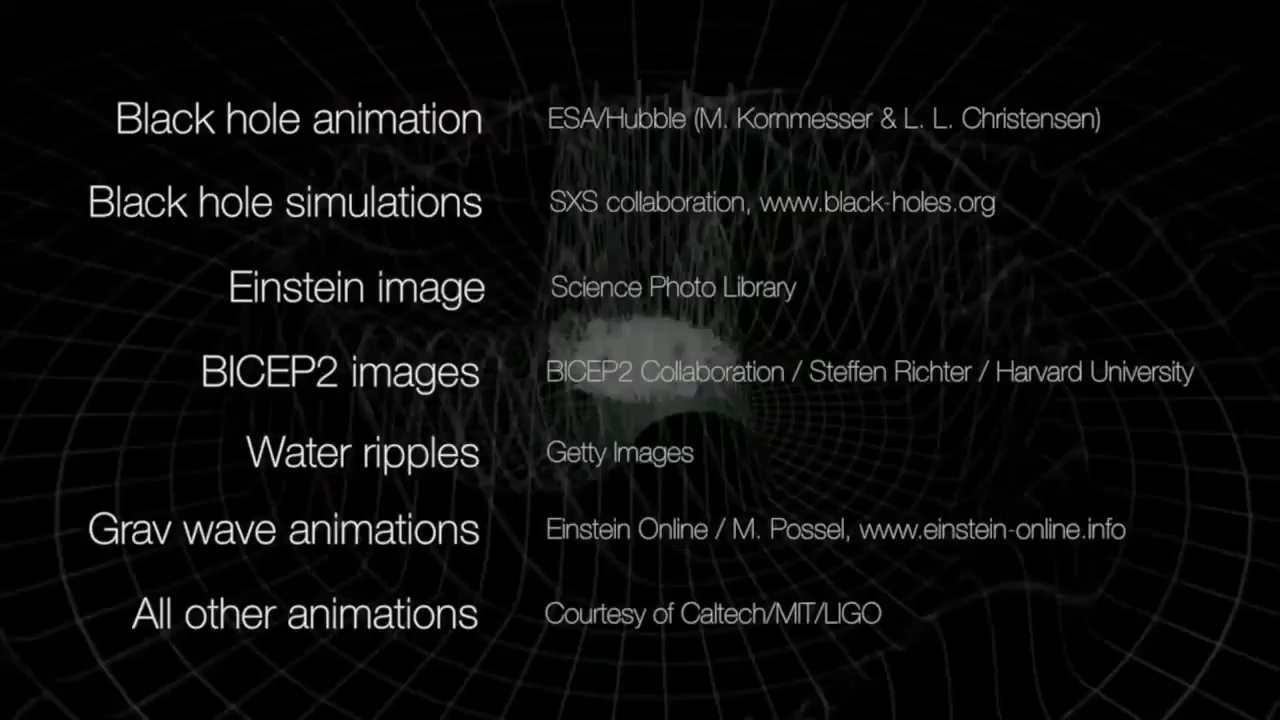 Black hole animation ESA/Hubble (M. Kornmesser & L. L. Christensen)
Black hole simulations SXS collaboration, www.black-holes.org
Einstein image Science Photo Library
BICEP2 images BICEP2 Collaboration / Steffen Richter / Harvard University
Water ripples Getty Images
Grav wave animations Einstein Online / M. Possel, www.einstein-online.info
All other animations Courtesy of Caltech/MIT/LIGO